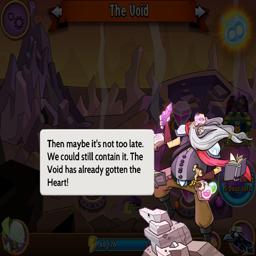 The Void
Then maybe it's not too late.
We could still contain it. The
Void has already gotten the
Heart!